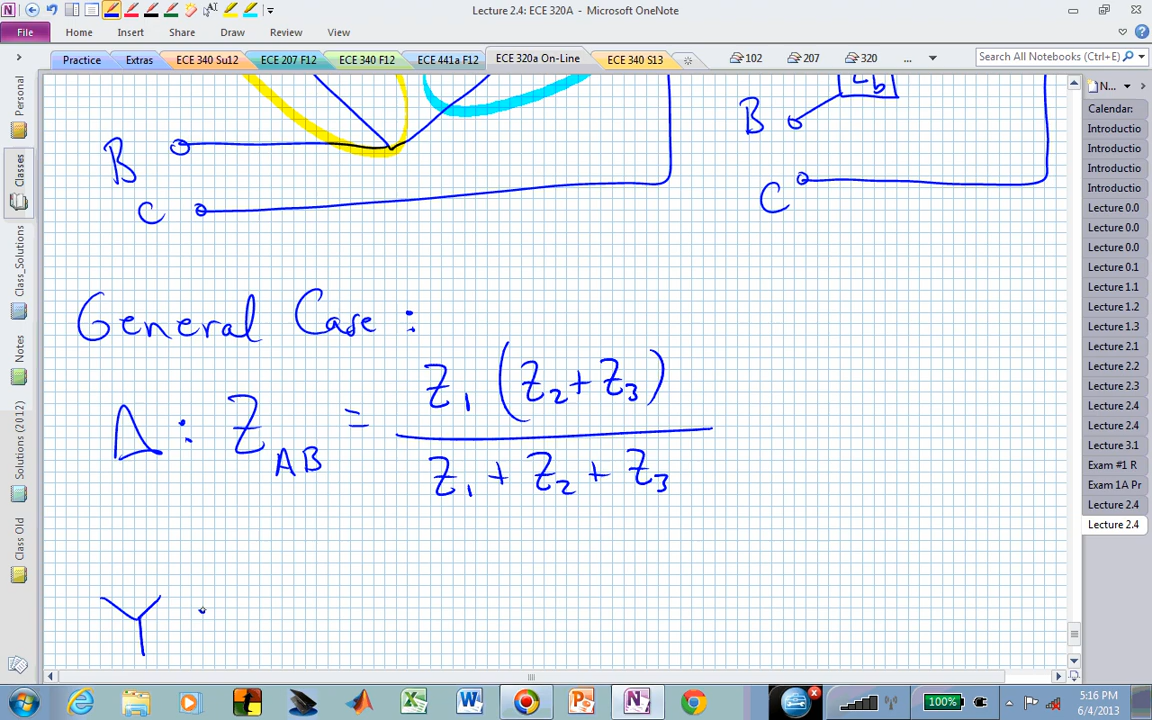 Lecture 2.4: ECE 320A - Microsoft OneNote
File Home Insert Share Draw Review View
Practice Extras ECE 340 Su12 ECE 207 F12 ECE 340 F12 ECE 441a F12 ECE 320a On-Line ECE 340 S13 102 207 320 ... Search All Notebooks (Ctrl+E)
Personal
Classes
Class_Solutions
Notes
Solutions (2012)
Class Old
N...
Calendar:
Introductio
Introductio
Introductio
Introductio
Lecture 0.0
Lecture 0.0
Lecture 0.0
Lecture 0.1
Lecture 1.1
Lecture 1.2
Lecture 1.3
Lecture 2.1
Lecture 2.2
Lecture 2.3
Lecture 2.4
Lecture 2.4
Lecture 3.1
Exam #1 R
Exam 1A Pr
Lecture 2.4
Lecture 2.4
B
C
B
C
General Case :
Δ : Z_AB = Z_1 (Z_2 + Z_3) / Z_1 + Z_2 + Z_3
Y
100%
5:16 PM
6/4/2013